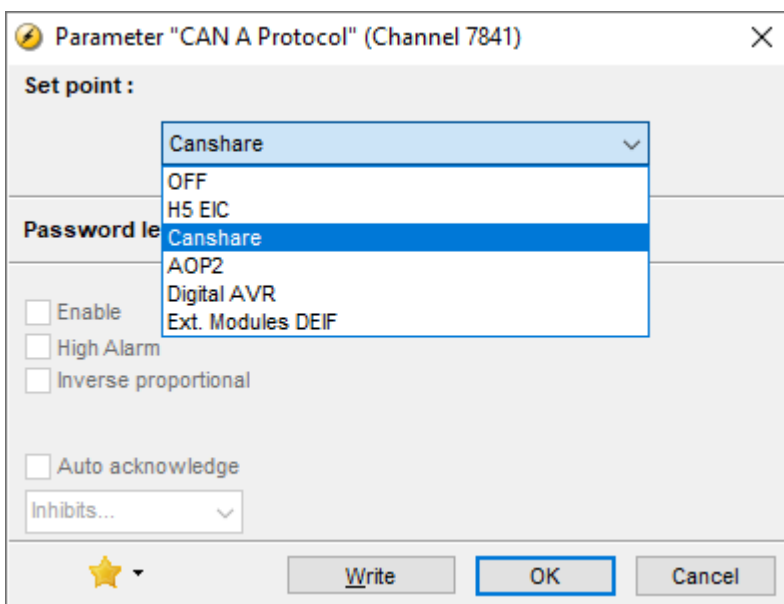 Parameter "CAN A Protocol" (Channel 7841)
Set point :
Canshare
OFF
H5 EIC
Canshare
AOP2
Digital AVR
Ext. Modules DEIF
Password le
Enable
High Alarm
Inverse proportional
Auto acknowledge
Inhibits...
Write
OK
Cancel